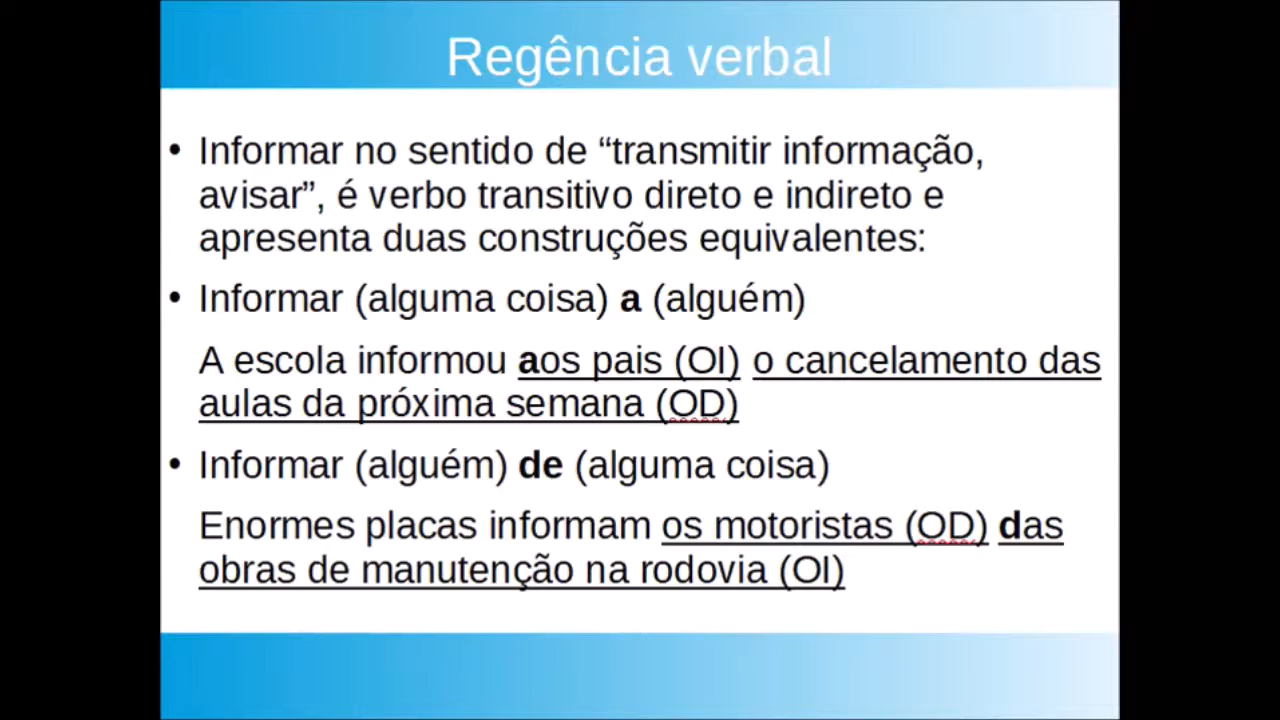 Regência verbal
• Informar no sentido de “transmitir informação,
avisar”, é verbo transitivo direto e indireto e
apresenta duas construções equivalentes:
• Informar (alguma coisa) a (alguém)
A escola informou aos pais (OI) o cancelamento das
aulas da próxima semana (OD)
• Informar (alguém) de (alguma coisa)
Enormes placas informam os motoristas (OD) das
obras de manutenção na rodovia (OI)